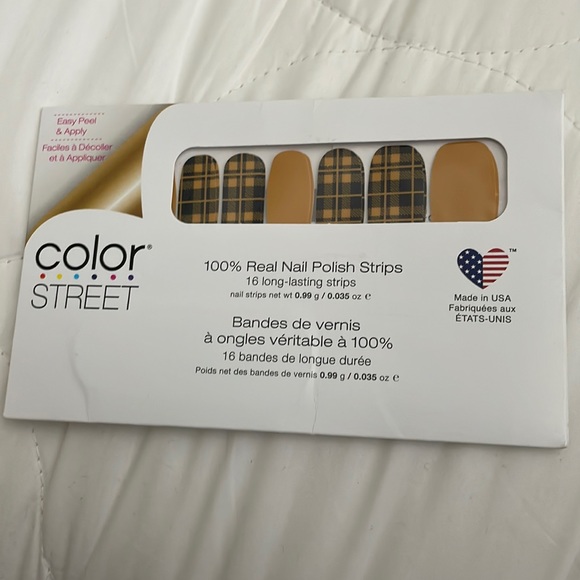 Easy Peel
& Apply
Faciles à Décoller
et à Appliquer
color®
STREET
100% Real Nail Polish Strips
16 long-lasting strips
nail strips net wt 0.99 g / 0.035 oz e
Bandes de vernis
à ongles véritable à 100%
16 bandes de longue durée
Poids net des bandes de vernis 0.99 g / 0.035 oz e
TM
Made in USA
Fabriquées aux
ÉTATS-UNIS